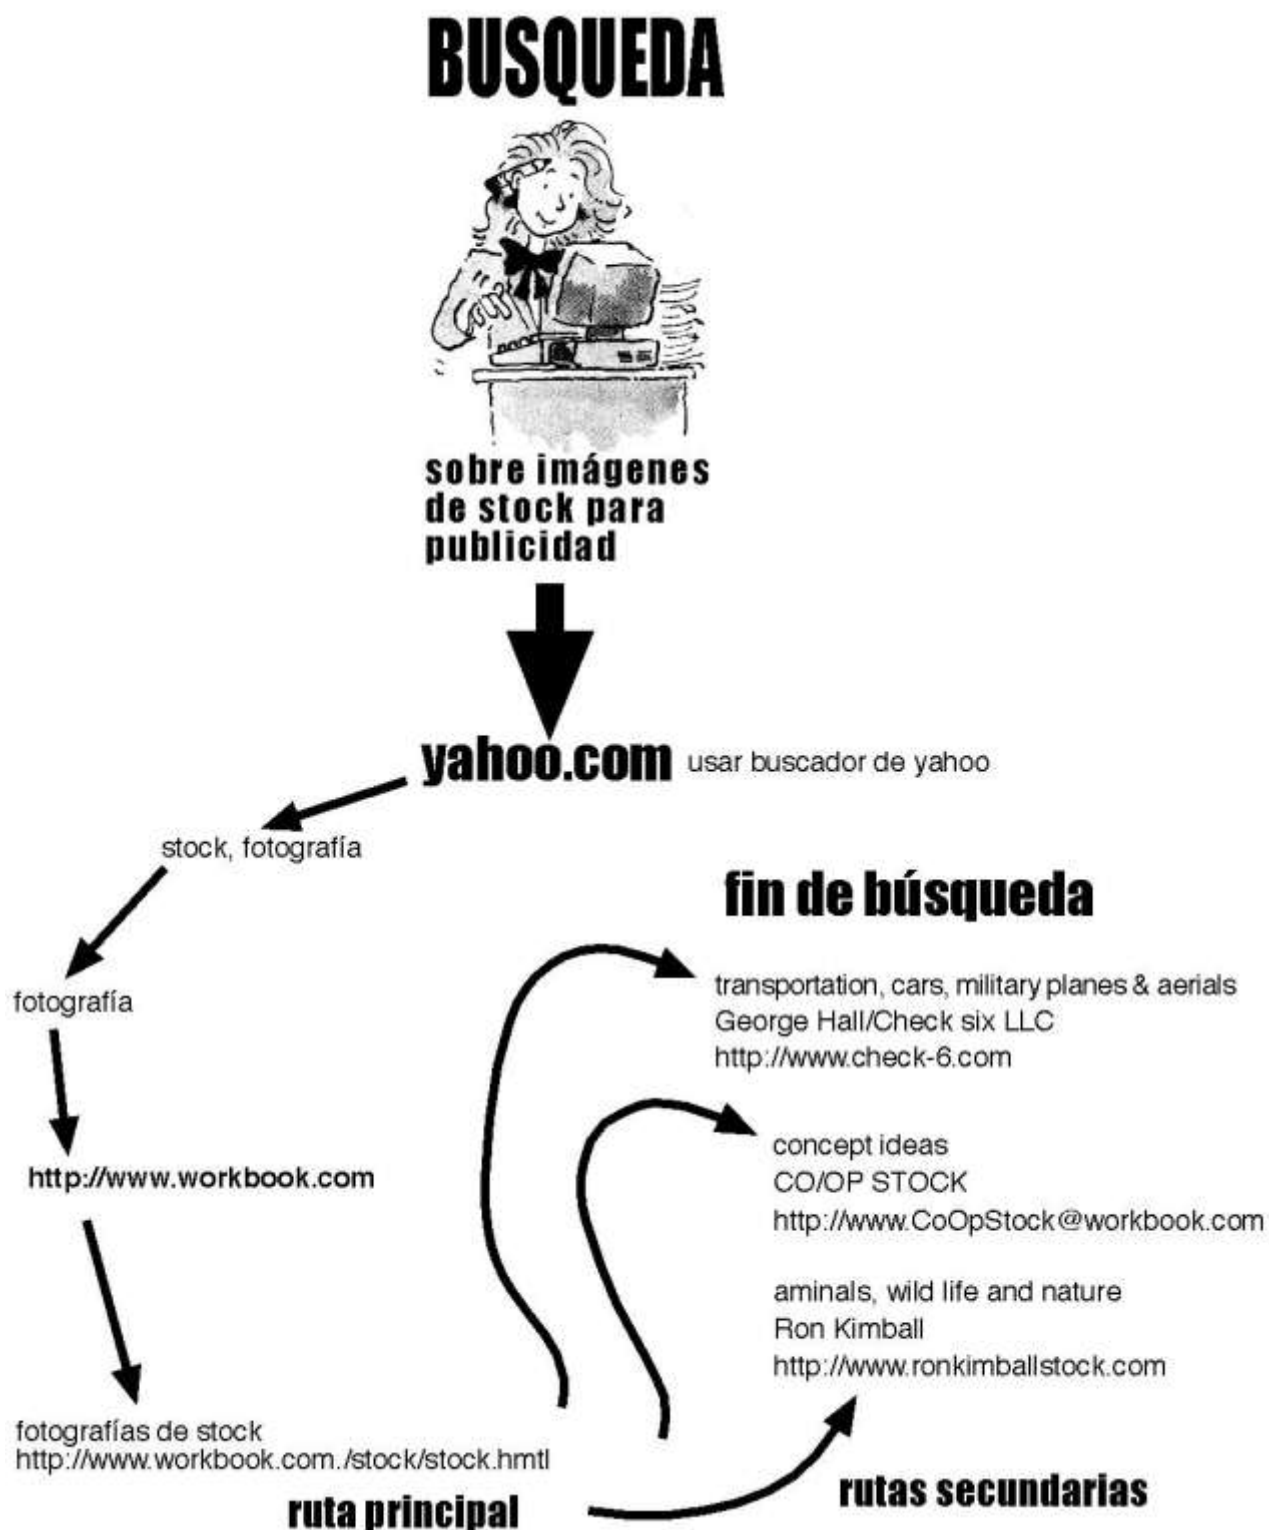 BUSQUEDA
sobre imágenes
de stock para
publicidad
yahoo.com usar buscador de yahoo
stock, fotografía
fotografía
http://www.workbook.com
fotografías de stock
http://www.workbook.com./stock/stock.hmtl
ruta principal
fin de búsqueda
transportation, cars, military planes & aerials
George Hall/Check six LLC
http://www.check-6.com
concept ideas
CO/OP STOCK
http://www.CoOpStock@workbook.com
aminals, wild life and nature
Ron Kimball
http://www.ronkimballstock.com
rutas secundarias